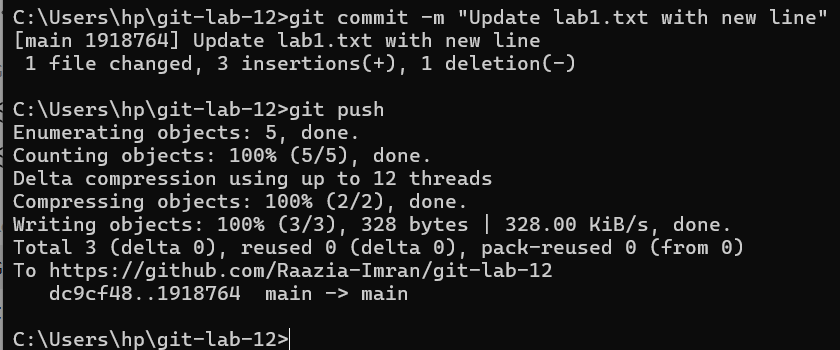 C:\Users\hp\git-lab-12>git commit -m "Update lab1.txt with new line"
[main 1918764] Update lab1.txt with new line
 1 file changed, 3 insertions(+), 1 deletion(-)

C:\Users\hp\git-lab-12>git push
Enumerating objects: 5, done.
Counting objects: 100% (5/5), done.
Delta compression using up to 12 threads
Compressing objects: 100% (2/2), done.
Writing objects: 100% (3/3), 328 bytes | 328.00 KiB/s, done.
Total 3 (delta 0), reused 0 (delta 0), pack-reused 0 (from 0)
To https://github.com/Raazia-Imran/git-lab-12
   dc9cf48..1918764  main -> main

C:\Users\hp\git-lab-12>